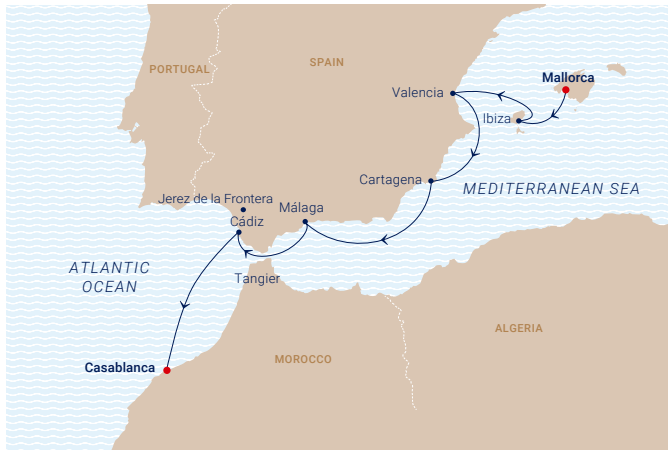 SPAIN
PORTUGAL
Mallorca
Valencia
Ibiza
Cartagena
MEDITERRANEAN SEA
Jerez de la Frontera
Málaga
Cádiz
ATLANTIC
OCEAN
Tangier
ALGERIA
MOROCCO
Casablanca